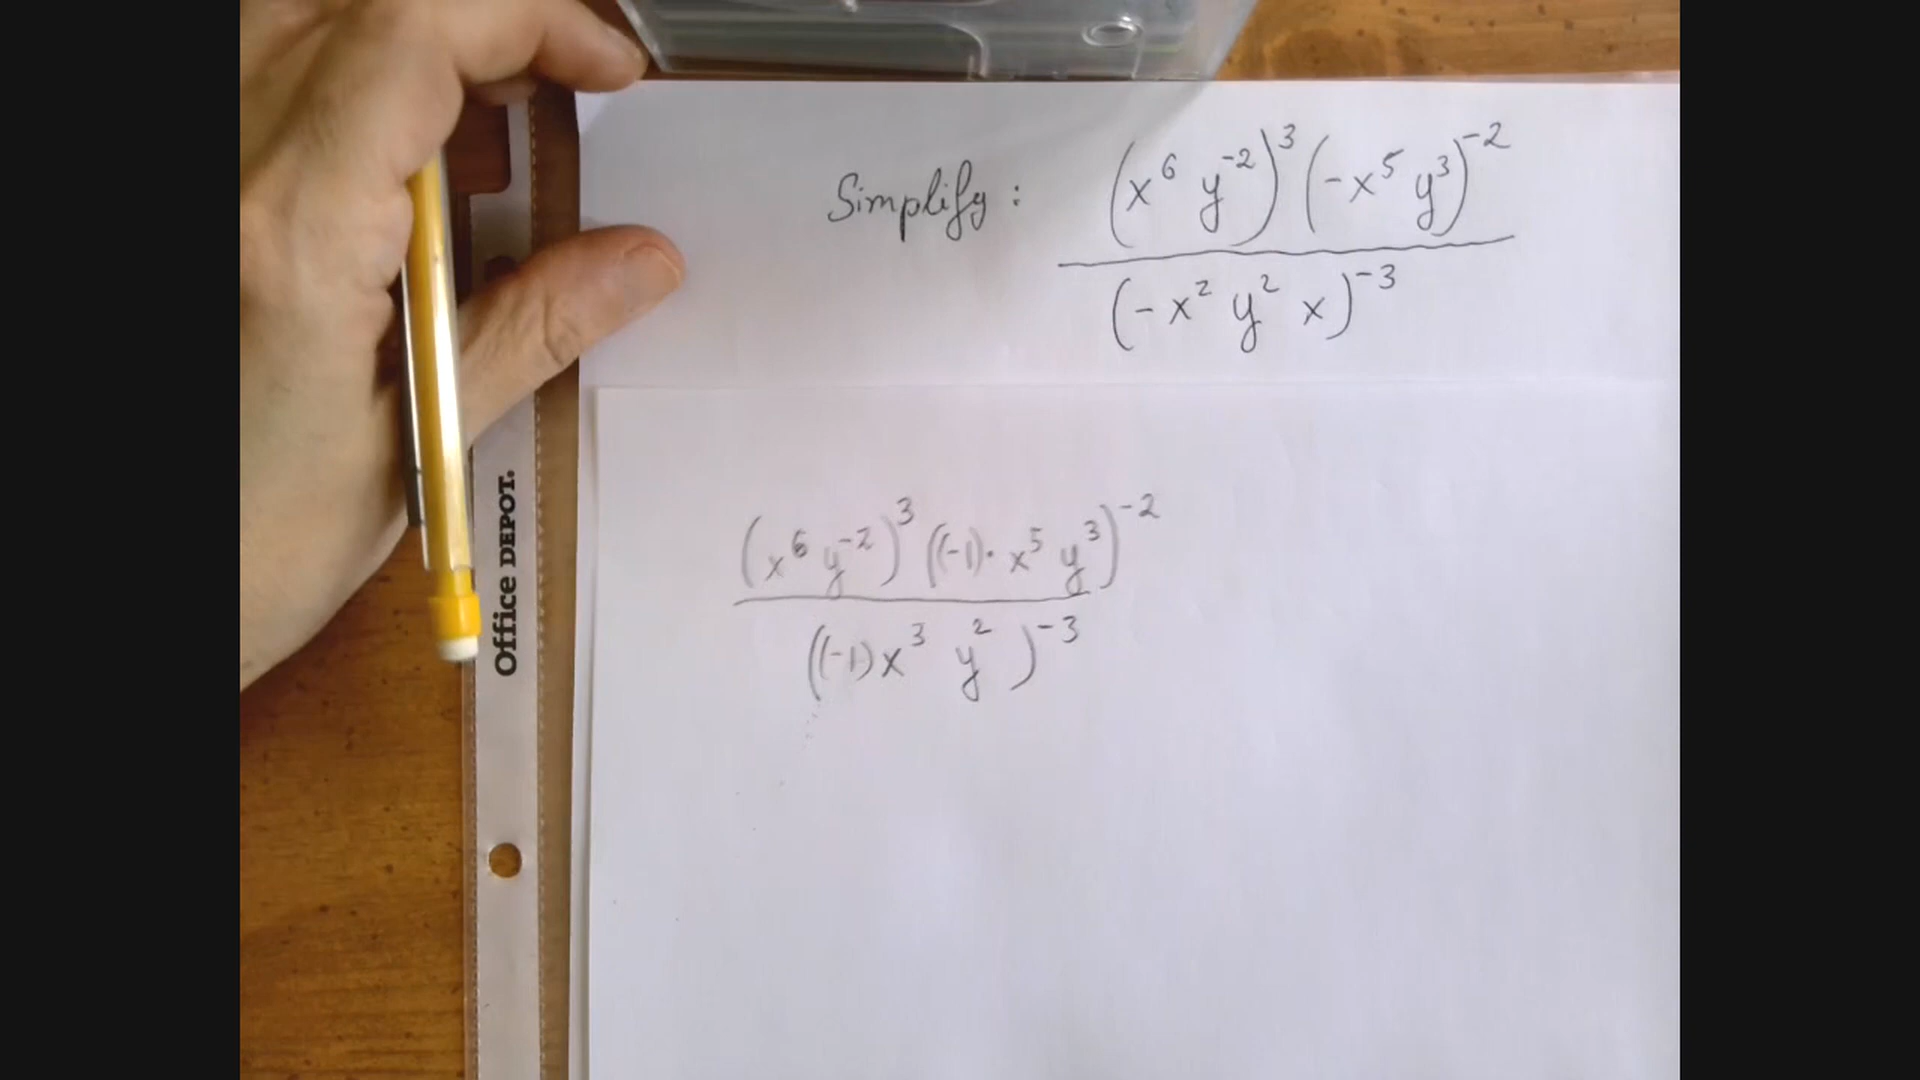 Simplify: (x^6 y^-2)^3 (-x^5 y^3)^-2
(-x^2 y^2 x)^-3
(x^6 y^-2)^3 ((-1)· x^5 y^3)^-2
((-1)x^3 y^2)^-3
Office DEPOT.